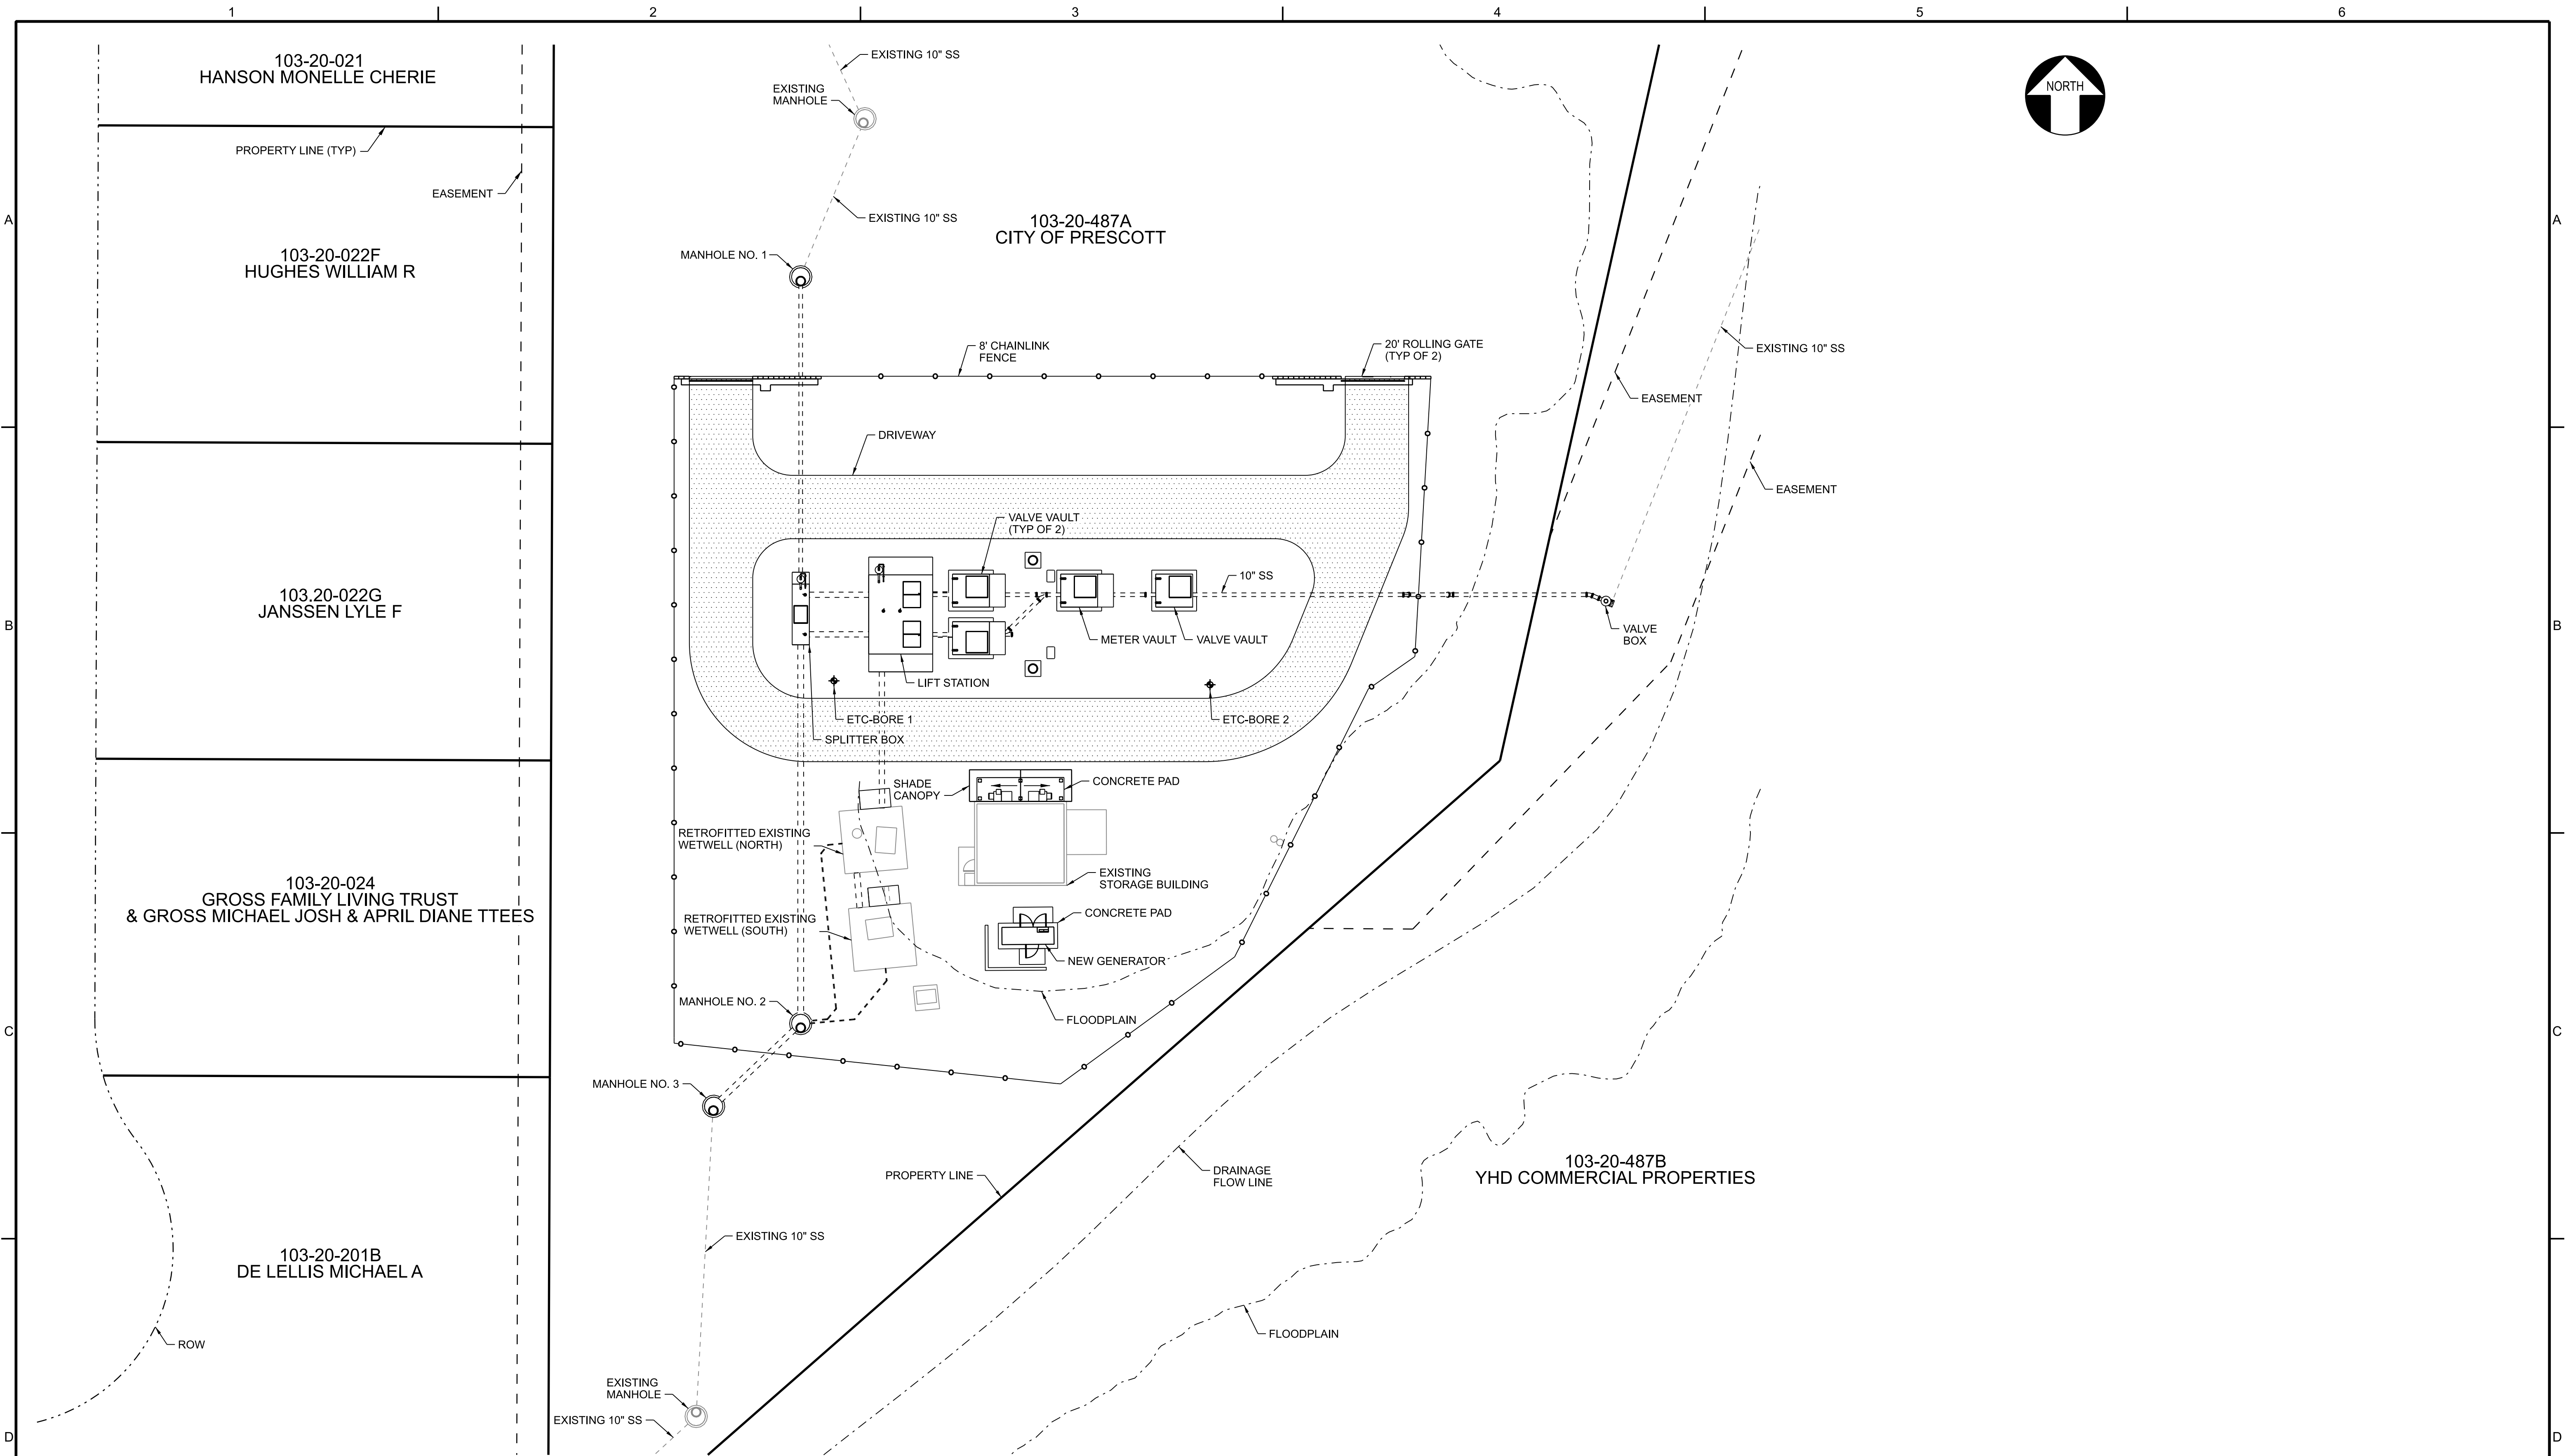 1
2
3
4
5
6
103-20-021
HANSON MONELLE CHERIE
EXISTING 10" SS
EXISTING
MANHOLE
NORTH
PROPERTY LINE (TYP)
EASEMENT
A
EXISTING 10" SS
103-20-487A
CITY OF PRESCOTT
A
103-20-022F
HUGHES WILLIAM R
MANHOLE NO. 1
8' CHAINLINK
FENCE
20' ROLLING GATE
(TYP OF 2)
EXISTING 10" SS
EASEMENT
DRIVEWAY
EASEMENT
VALVE VAULT
(TYP OF 2)
10" SS
103.20-022G
JANSSEN LYLE F
B
METER VAULT
VALVE VAULT
VALVE
BOX
B
LIFT STATION
ETC-BORE 1
ETC-BORE 2
SPLITTER BOX
SHADE
CANOPY
CONCRETE PAD
RETROFITTED EXISTING
WETWELL (NORTH)
EXISTING
STORAGE BUILDING
103-20-024
GROSS FAMILY LIVING TRUST
& GROSS MICHAEL JOSH & APRIL DIANE TTEES
RETROFITTED EXISTING
WETWELL (SOUTH)
CONCRETE PAD
NEW GENERATOR
MANHOLE NO. 2
FLOODPLAIN
C
C
MANHOLE NO. 3
PROPERTY LINE
DRAINAGE
FLOW LINE
103-20-487B
YHD COMMERCIAL PROPERTIES
EXISTING 10" SS
103-20-201B
DE LELLIS MICHAEL A
ROW
FLOODPLAIN
EXISTING
MANHOLE
EXISTING 10" SS
D
D